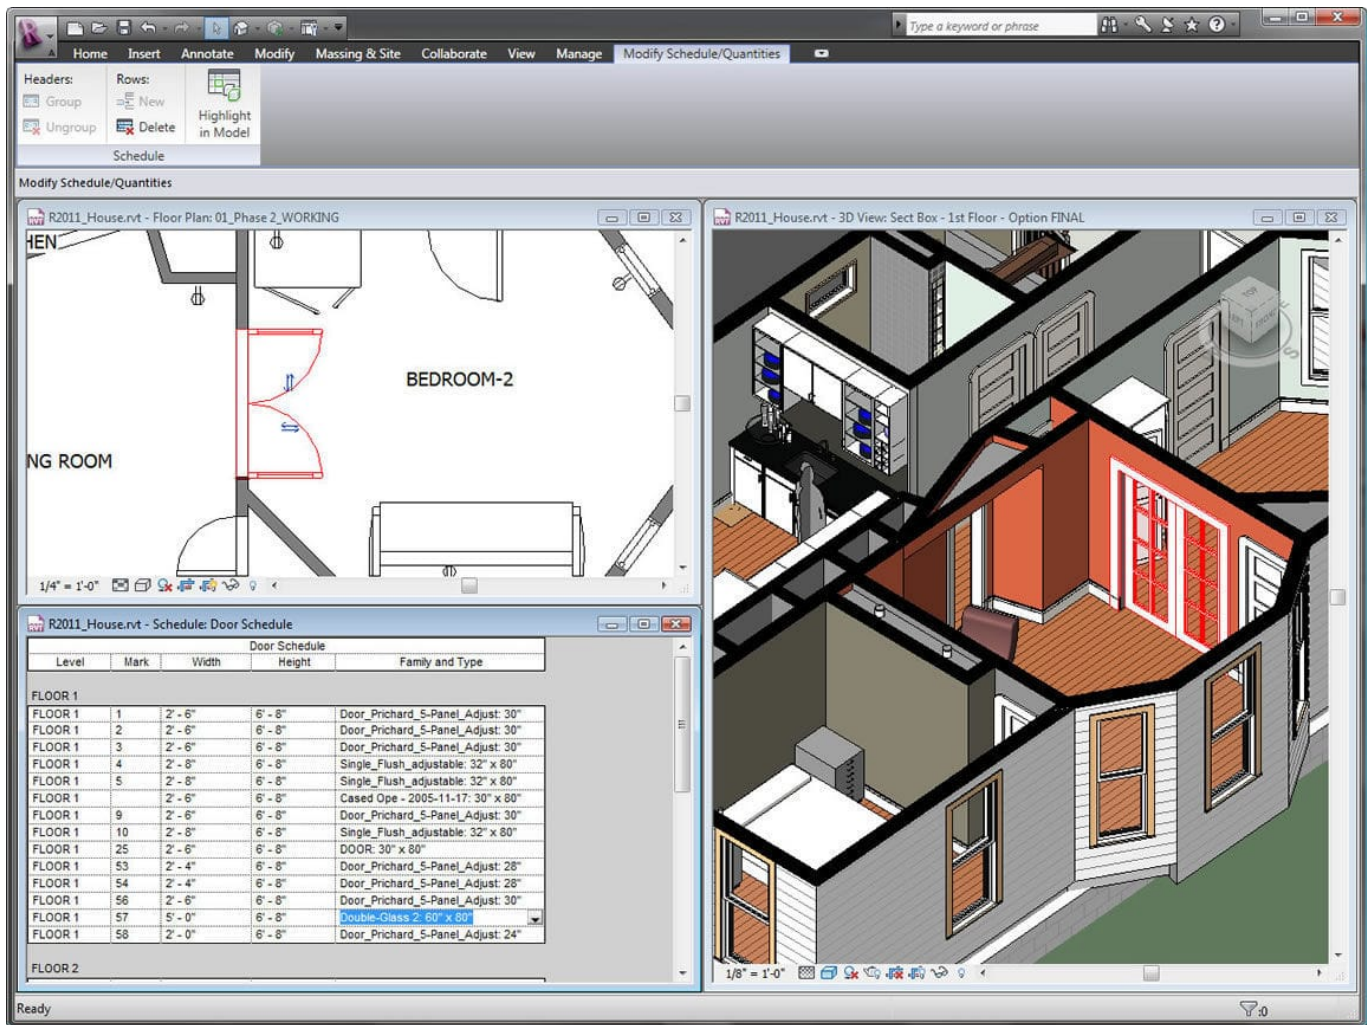 Type a keyword or phrase
Home Insert Annotate Modify Massing & Site Collaborate View Manage Modify Schedule/Quantities
Headers: Rows:
Group New
Ungroup Delete
Highlight
in Model
Schedule
Modify Schedule/Quantities
R2011_House.rvt - Floor Plan: 01_Phase 2_WORKING
HEN
BEDROOM-2
NG ROOM
1/4" = 1'-0"
R2011_House.rvt - Schedule: Door Schedule
Door Schedule
Level Mark Width Height Family and Type
FLOOR 1
FLOOR 1 1 2' - 6" 6' - 8" Door_Prichard_5-Panel_Adjust: 30"
FLOOR 1 2 2' - 6" 6' - 8" Door_Prichard_5-Panel_Adjust: 30"
FLOOR 1 3 2' - 6" 6' - 8" Door_Prichard_5-Panel_Adjust: 30"
FLOOR 1 4 2' - 8" 6' - 8" Single_Flush_adjustable: 32" x 80"
FLOOR 1 5 2' - 8" 6' - 8" Single_Flush_adjustable: 32" x 80"
FLOOR 1 2' - 6" 6' - 8" Cased Ope - 2005-11-17: 30" x 80"
FLOOR 1 9 2' - 6" 6' - 8" Door_Prichard_5-Panel_Adjust: 30"
FLOOR 1 10 2' - 8" 6' - 8" Single_Flush_adjustable: 32" x 80"
FLOOR 1 25 2' - 6" 6' - 8" DOOR: 30" x 80"
FLOOR 1 53 2' - 4" 6' - 8" Door_Prichard_5-Panel_Adjust: 28"
FLOOR 1 54 2' - 4" 6' - 8" Door_Prichard_5-Panel_Adjust: 28"
FLOOR 1 56 2' - 6" 6' - 8" Door_Prichard_5-Panel_Adjust: 30"
FLOOR 1 57 5' - 0" 6' - 8" Double-Glass 2: 60" x 80"
FLOOR 1 58 2' - 0" 6' - 8" Door_Prichard_5-Panel_Adjust: 24"
FLOOR 2
R2011_House.rvt - 3D View: Sect Box - 1st Floor - Option FINAL
TOP
1/8" = 1'-0"
Ready
:0